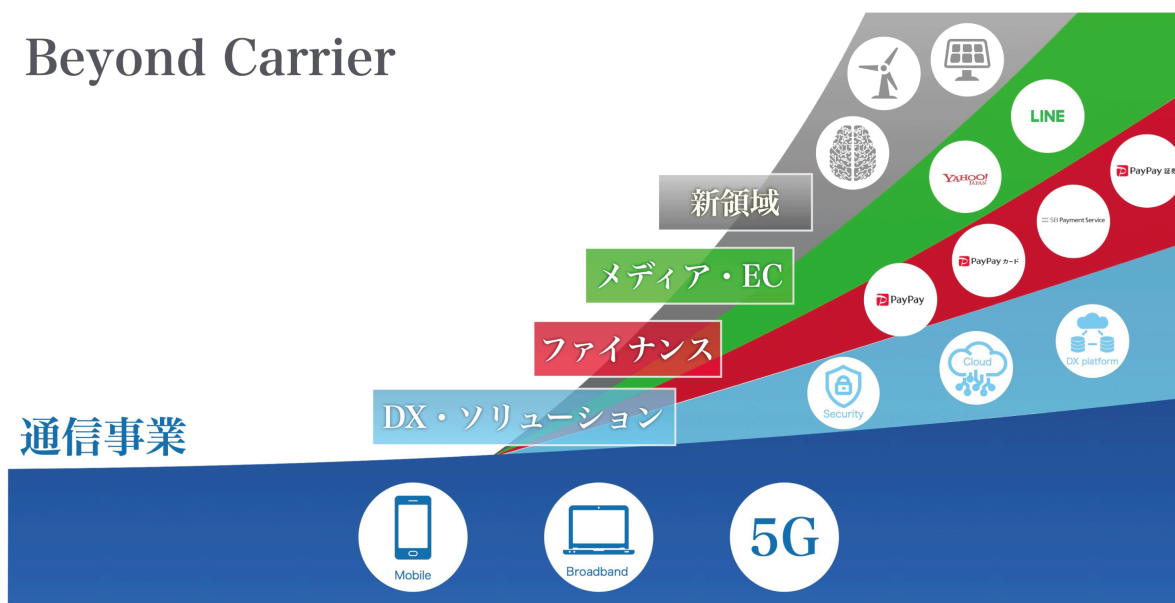 Beyond Carrier
新領域
メディア・EC
ファイナンス
DX・ソリューション
通信事業
LINE
YAHOO!
JAPAN
PayPay 証券
SB Payment Service
PayPay カード
PayPay
Security
Cloud
DX platform
Mobile
Broadband
5G